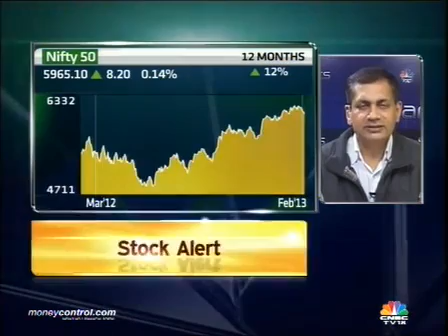 Nifty 50
12 MONTHS
5965.10 ▲ 8.20 0.14%
▲ 12%
6332
4711
Mar'12
Feb'13
Stock Alert
moneycontrol.com
CNBC
TV18